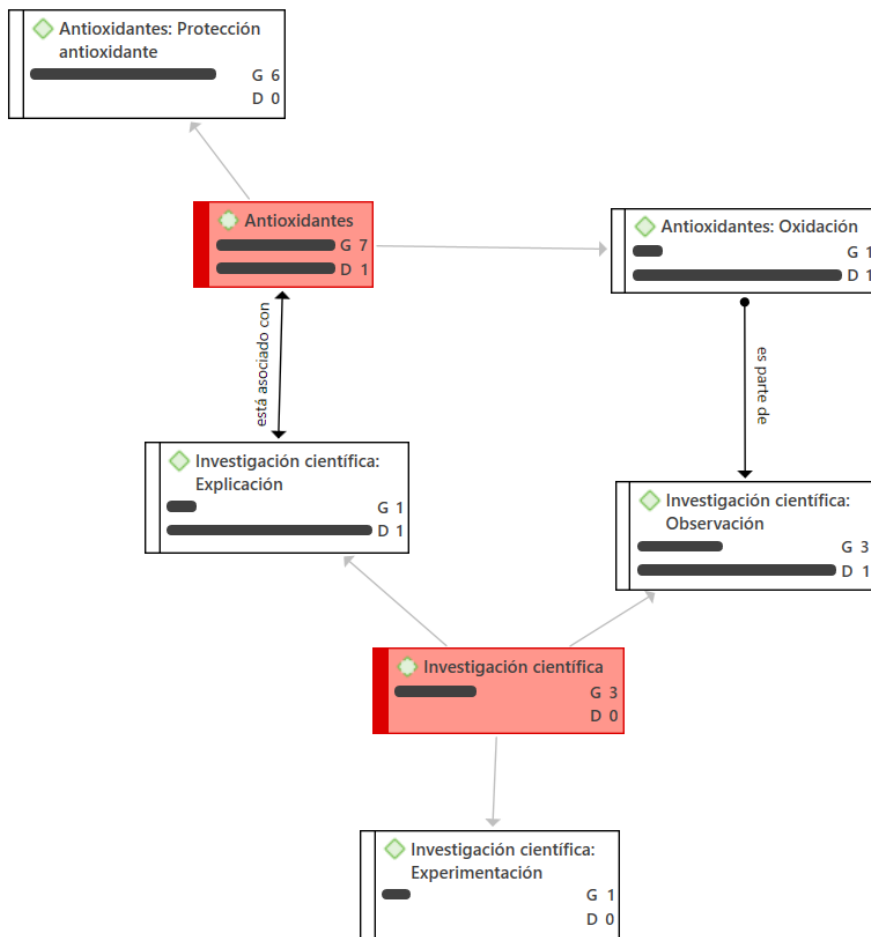 Antioxidantes: Protección
antioxidante
G 6
D 0
Antioxidantes
G 7
D 1
Antioxidantes: Oxidación
G 1
D 1
está asociado con
es parte de
Investigación científica:
Explicación
G 1
D 1
Investigación científica:
Observación
G 3
D 1
Investigación científica
G 3
D 0
Investigación científica:
Experimentación
G 1
D 0